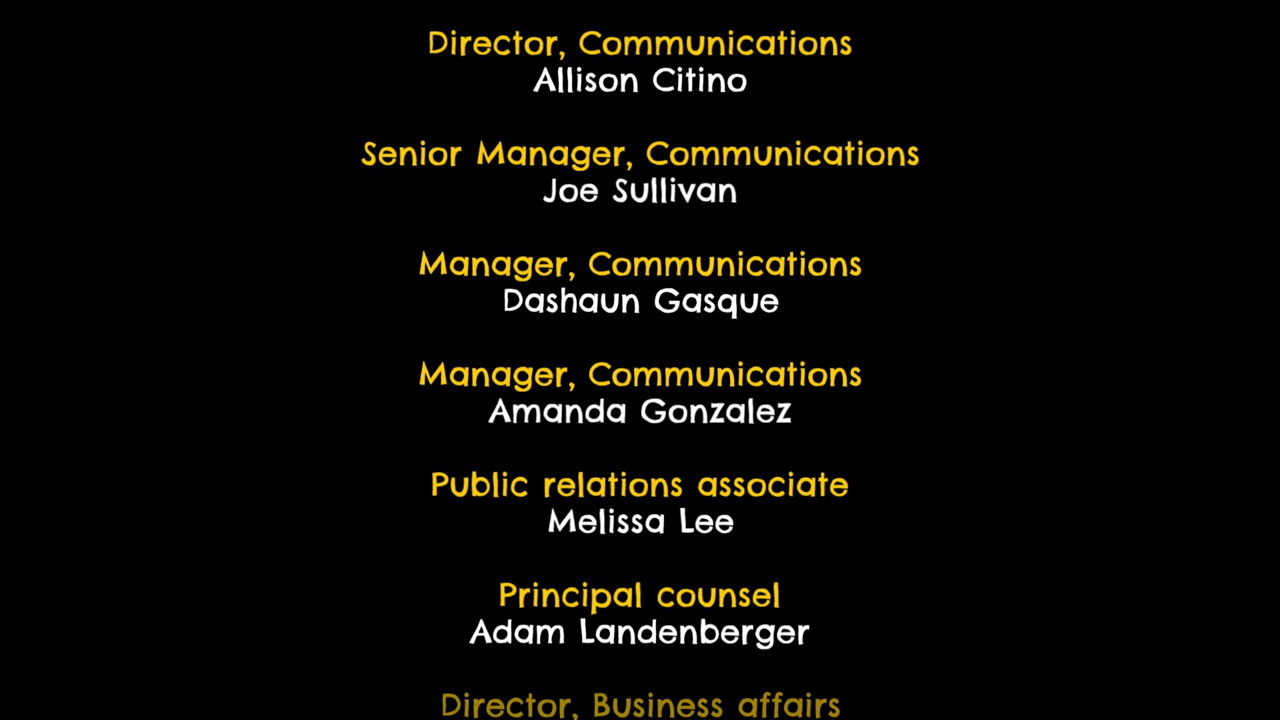 Director, Communications
Allison Citino
Senior Manager, Communications
Joe Sullivan
Manager, Communications
Dashaun Gasque
Manager, Communications
Amanda Gonzalez
Public relations associate
Melissa Lee
Principal counsel
Adam Landenberger
Director, Business affairs